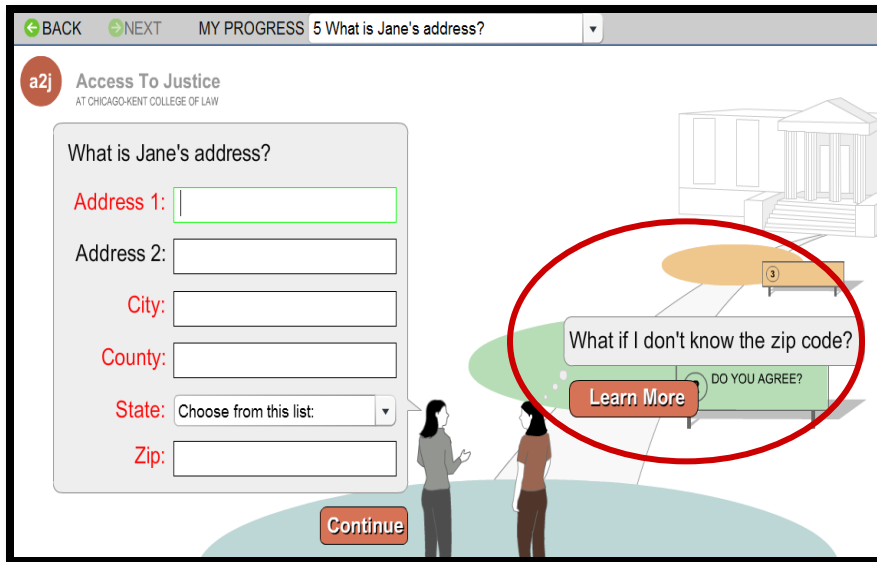 BACK NEXT MY PROGRESS 5 What is Jane's address?
a2j Access To Justice
AT CHICAGO-KENT COLLEGE OF LAW
What is Jane's address?
Address 1:
Address 2:
City:
County:
State: Choose from this list:
Zip:
Continue
3
What if I don't know the zip code?
DO YOU AGREE?
Learn More